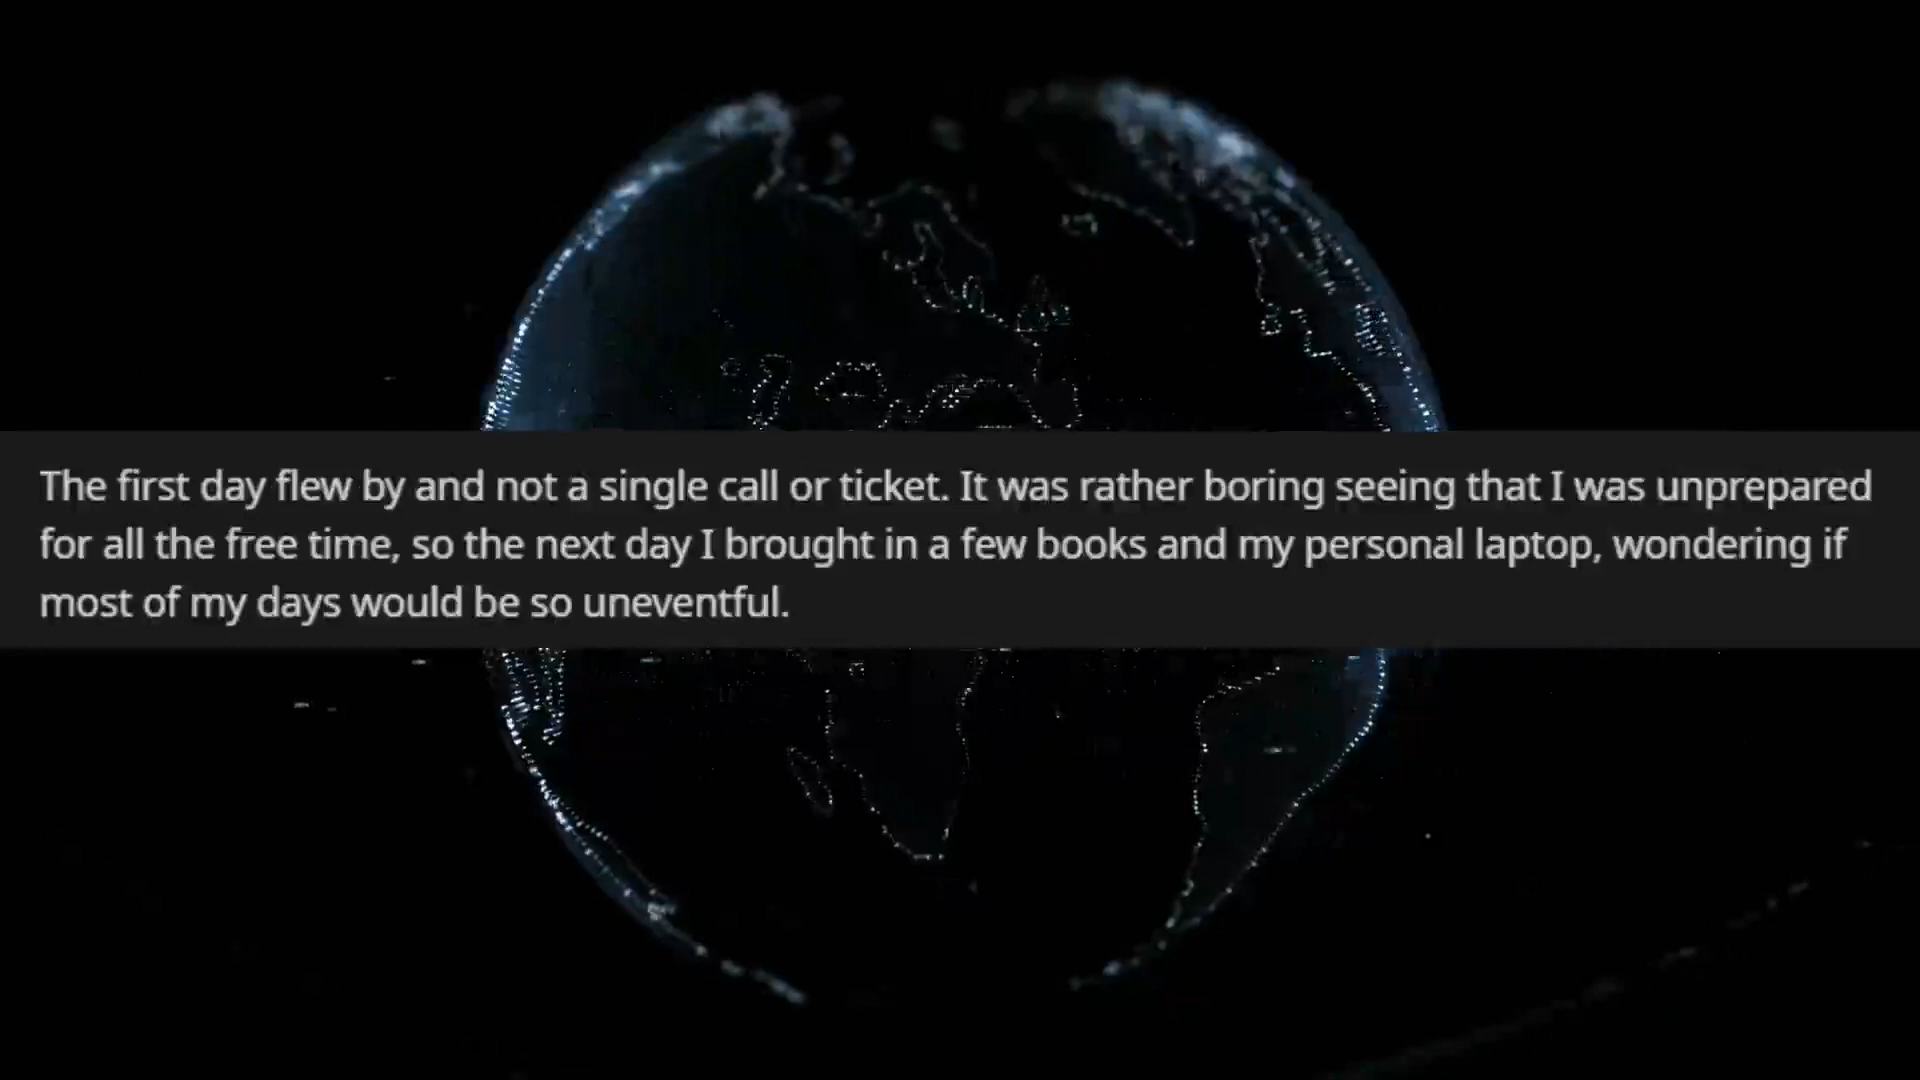 The first day flew by and not a single call or ticket. It was rather boring seeing that I was unprepared
for all the free time, so the next day I brought in a few books and my personal laptop, wondering if
most of my days would be so uneventful.